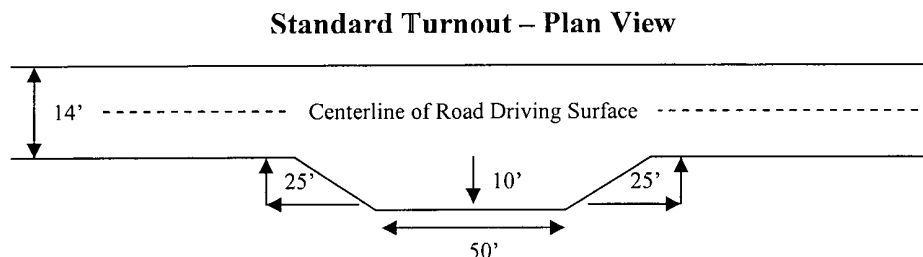 Standard Turnout – Plan View
14'
Centerline of Road Driving Surface
25'
10'
25'
50'